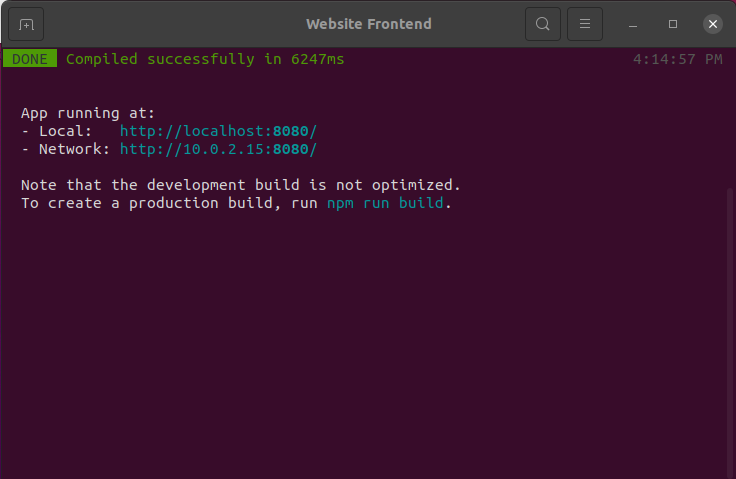 Website Frontend
DONE Compiled successfully in 6247ms 4:14:57 PM
App running at:
- Local: http://localhost:8080/
- Network: http://10.0.2.15:8080/
Note that the development build is not optimized.
To create a production build, run npm run build.